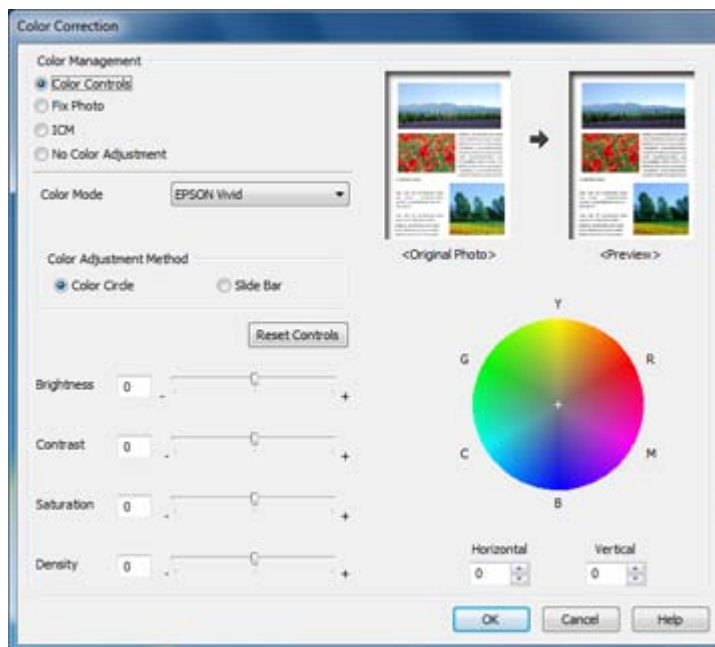 Color Correction
Color Management
Color Controls
Fix Photo
ICM
No Color Adjustment
Color Mode
EPSON Vivid
Color Adjustment Method
Color Circle
Slide Bar
Reset Controls
Brightness
0
-
+
Contrast
0
-
+
Saturation
0
-
+
Density
0
-
+
<Original Photo>
<Preview>
Y
G
R
C
M
B
Horizontal
Vertical
0
0
OK
Cancel
Help